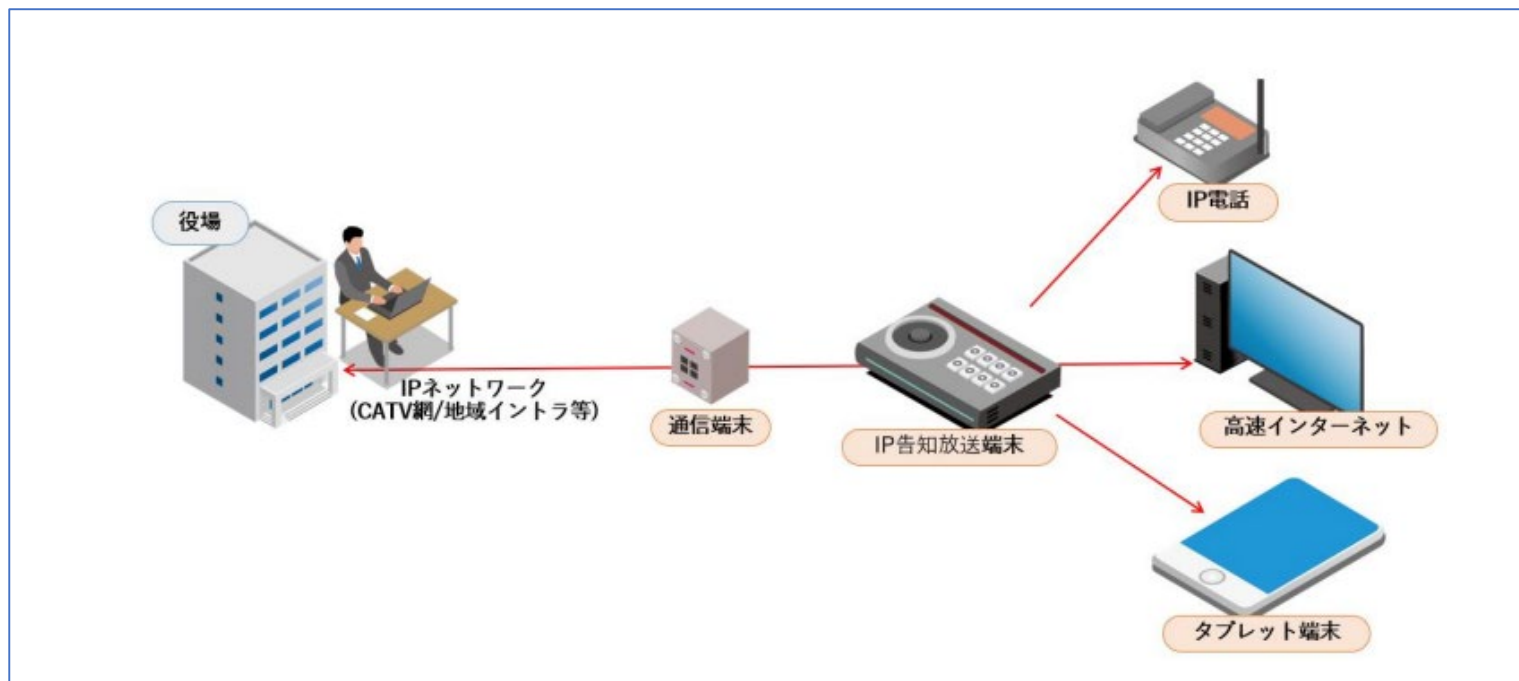 役場
IP電話
IPネットワーク
(CATV網/地域イントラ等)
通信端末
IP告知放送端末
高速インターネット
タブレット端末